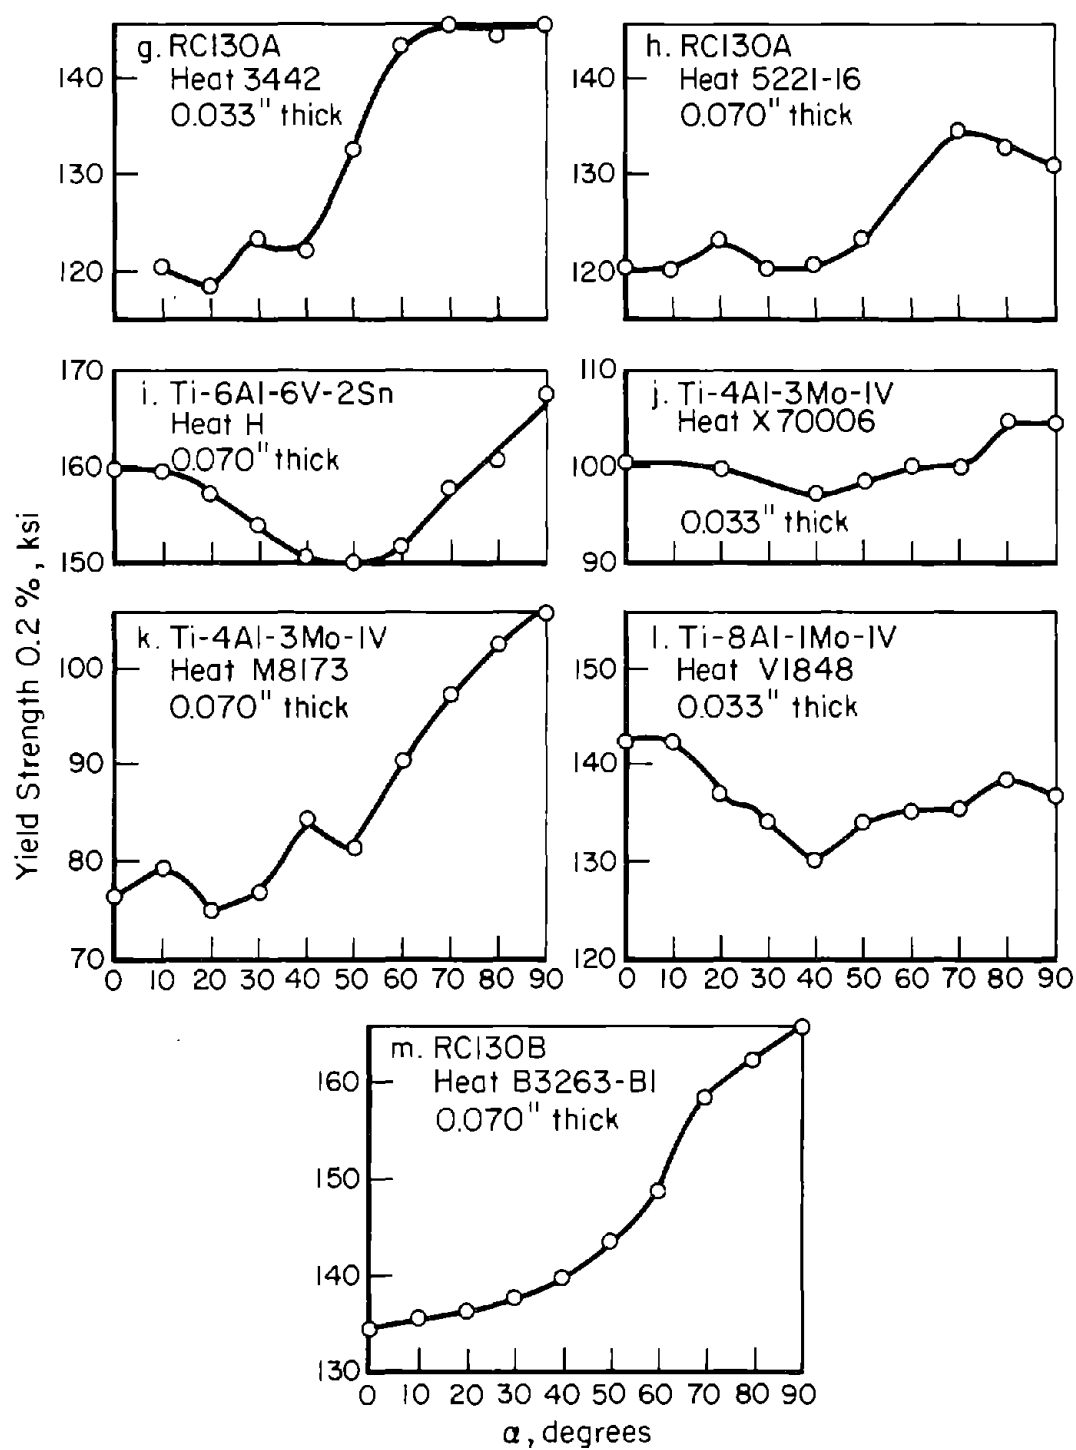 g. RC130A
Heat 3442
0.033" thick
140
130
120
h. RC130A
Heat 5221-16
0.070" thick
140
130
120
i. Ti-6Al-6V-2Sn
Heat H
0.070" thick
170
160
150
j. Ti-4Al-3Mo-1V
Heat X70006
0.033" thick
110
100
90
Yield Strength 0.2 %, ksi
k. Ti-4Al-3Mo-1V
Heat M8173
0.070" thick
100
90
80
70
0 10 20 30 40 50 60 70 80 90
l. Ti-8Al-1Mo-1V
Heat V1848
0.033" thick
150
140
130
120
0 10 20 30 40 50 60 70 80 90
m. RC130B
Heat B3263-B1
0.070" thick
160
150
140
130
0 10 20 30 40 50 60 70 80 90
α, degrees